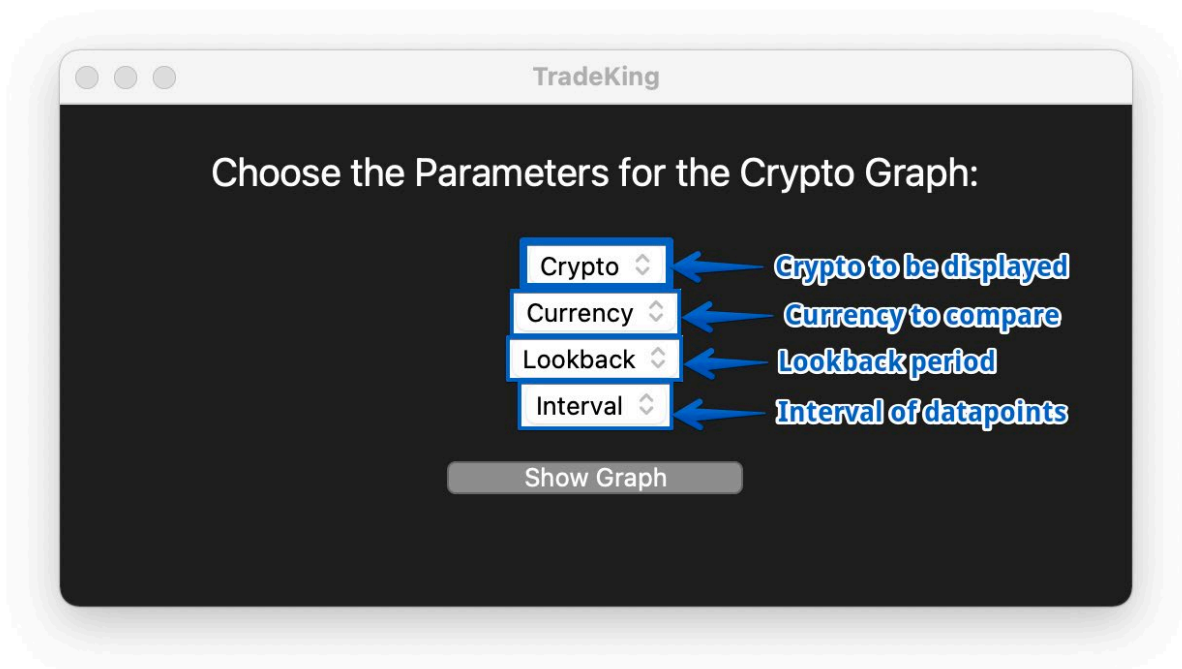 TradeKing
Choose the Parameters for the Crypto Graph:
Crypto Crypto to be displayed
Currency Currency to compare
Lookback Lookback period
Interval Interval of datapoints
Show Graph